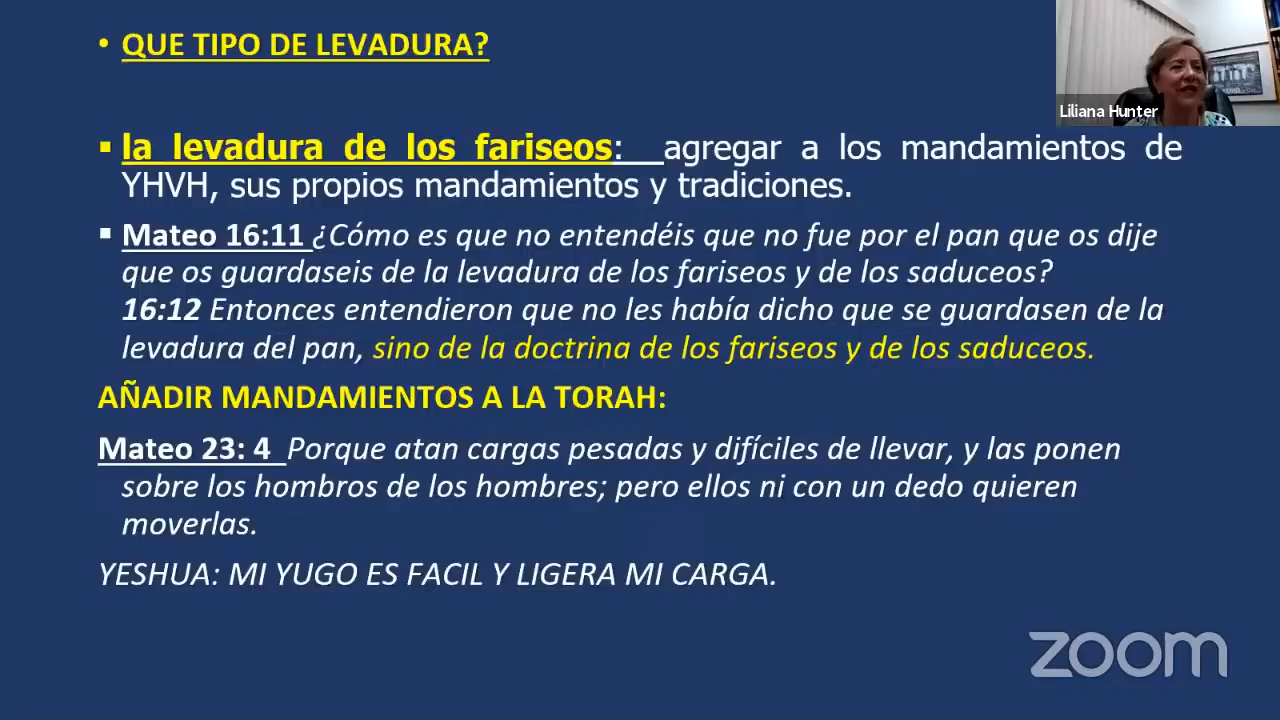 • QUE TIPO DE LEVADURA?
Liliana Hunter
▪ la levadura de los fariseos: agregar a los mandamientos de
YHVH, sus propios mandamientos y tradiciones.
▪ Mateo 16:11 ¿Cómo es que no entendéis que no fue por el pan que os dije
que os guardaseis de la levadura de los fariseos y de los saduceos?
16:12 Entonces entendieron que no les había dicho que se guardasen de la
levadura del pan, sino de la doctrina de los fariseos y de los saduceos.
AÑADIR MANDAMIENTOS A LA TORAH:
Mateo 23: 4 Porque atan cargas pesadas y difíciles de llevar, y las ponen
sobre los hombros de los hombres; pero ellos ni con un dedo quieren
moverlas.
YESHUA: MI YUGO ES FACIL Y LIGERA MI CARGA.
zoom